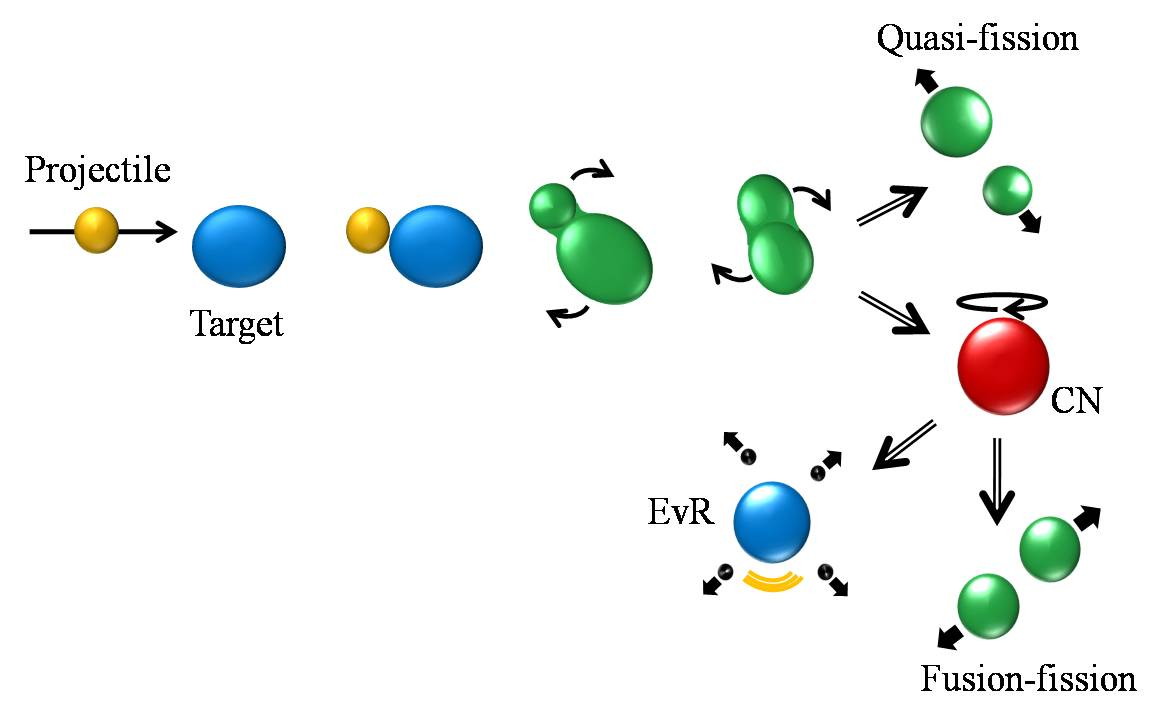 Quasi-fission
Projectile
Target
CN
EvR
Fusion-fission